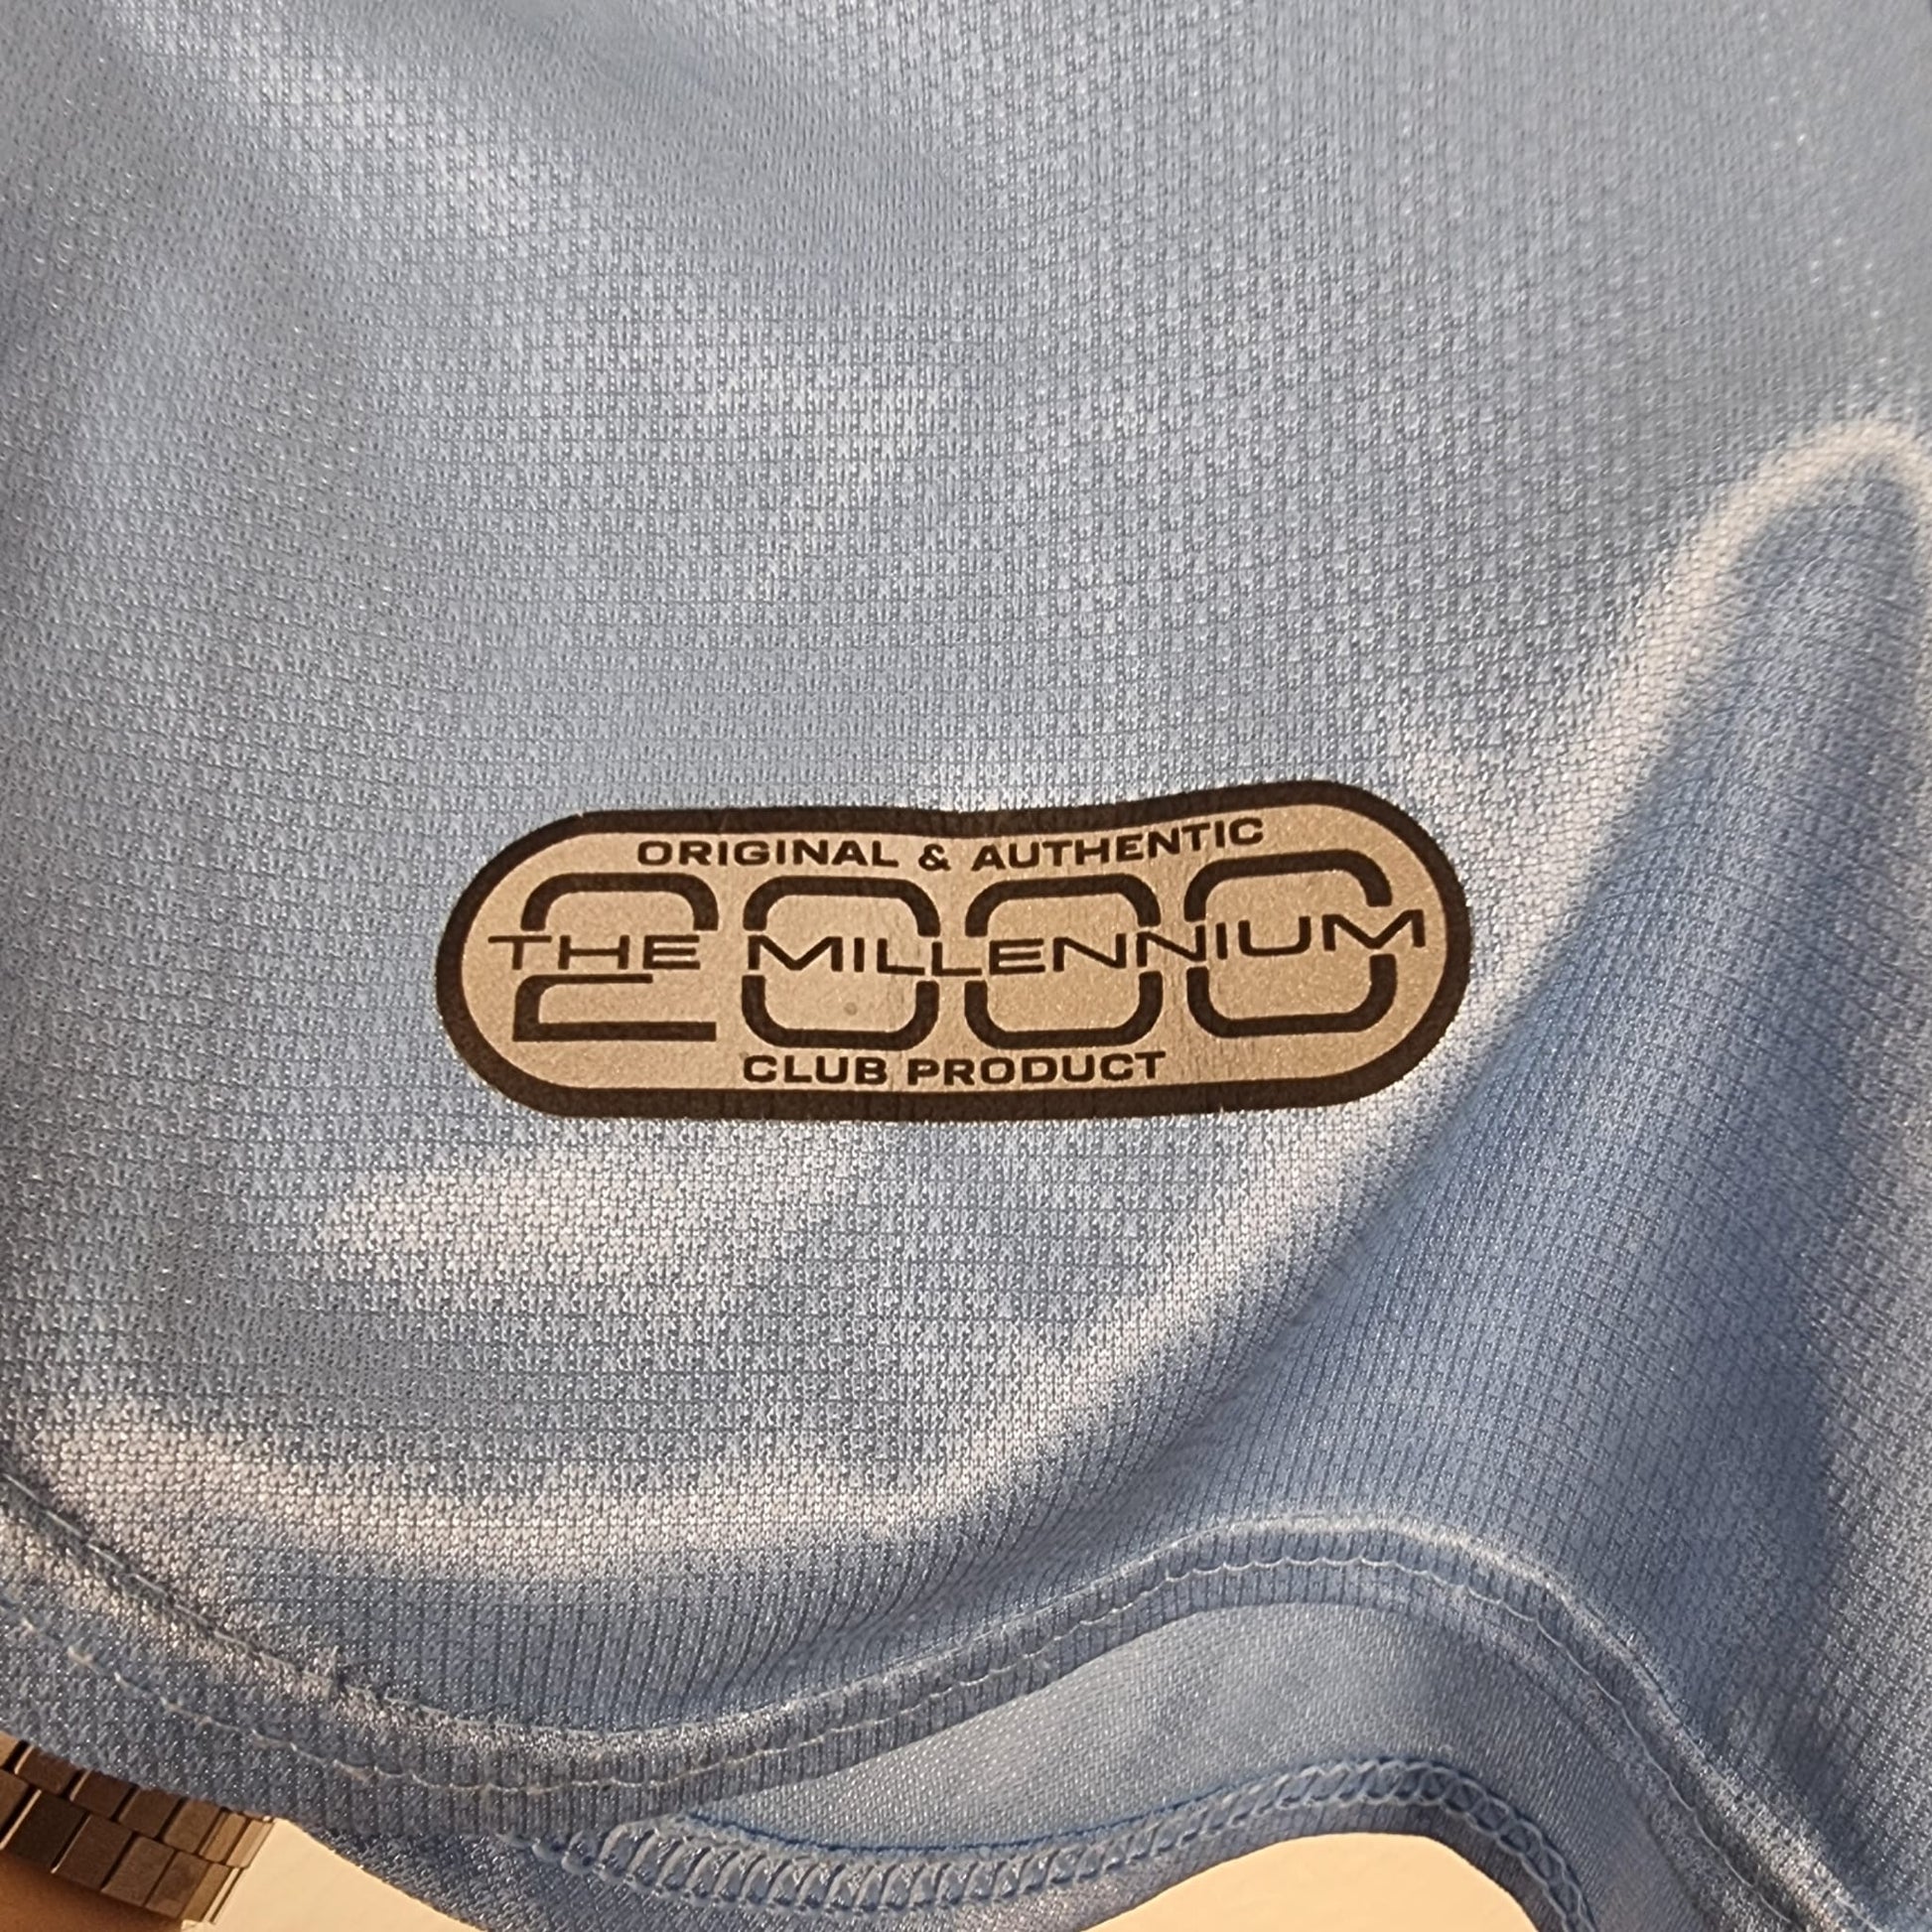 ORIGINAL & AUTHENTIC
2000
THE MILLENNIUM
CLUB PRODUCT